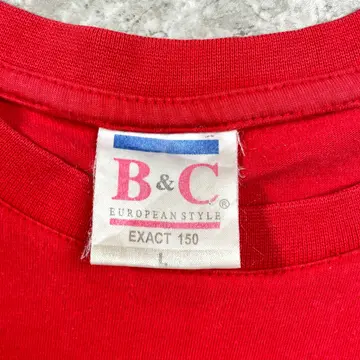 B&C
EUROPEAN STYLE ®
EXACT 150
L